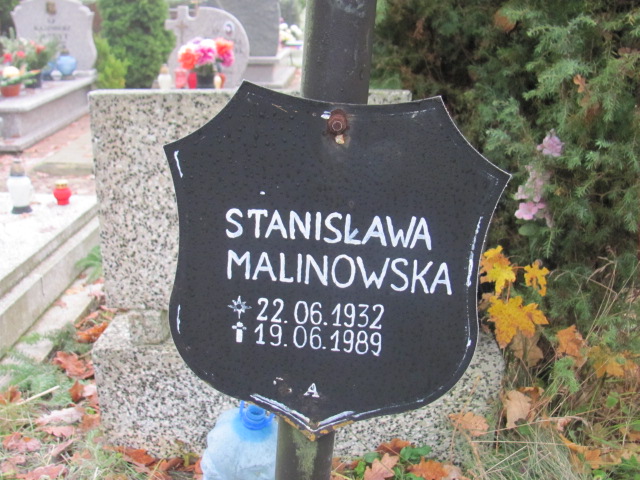 STANISŁAWA
MALINOWSKA
22.06.1932
19.06.1989
A